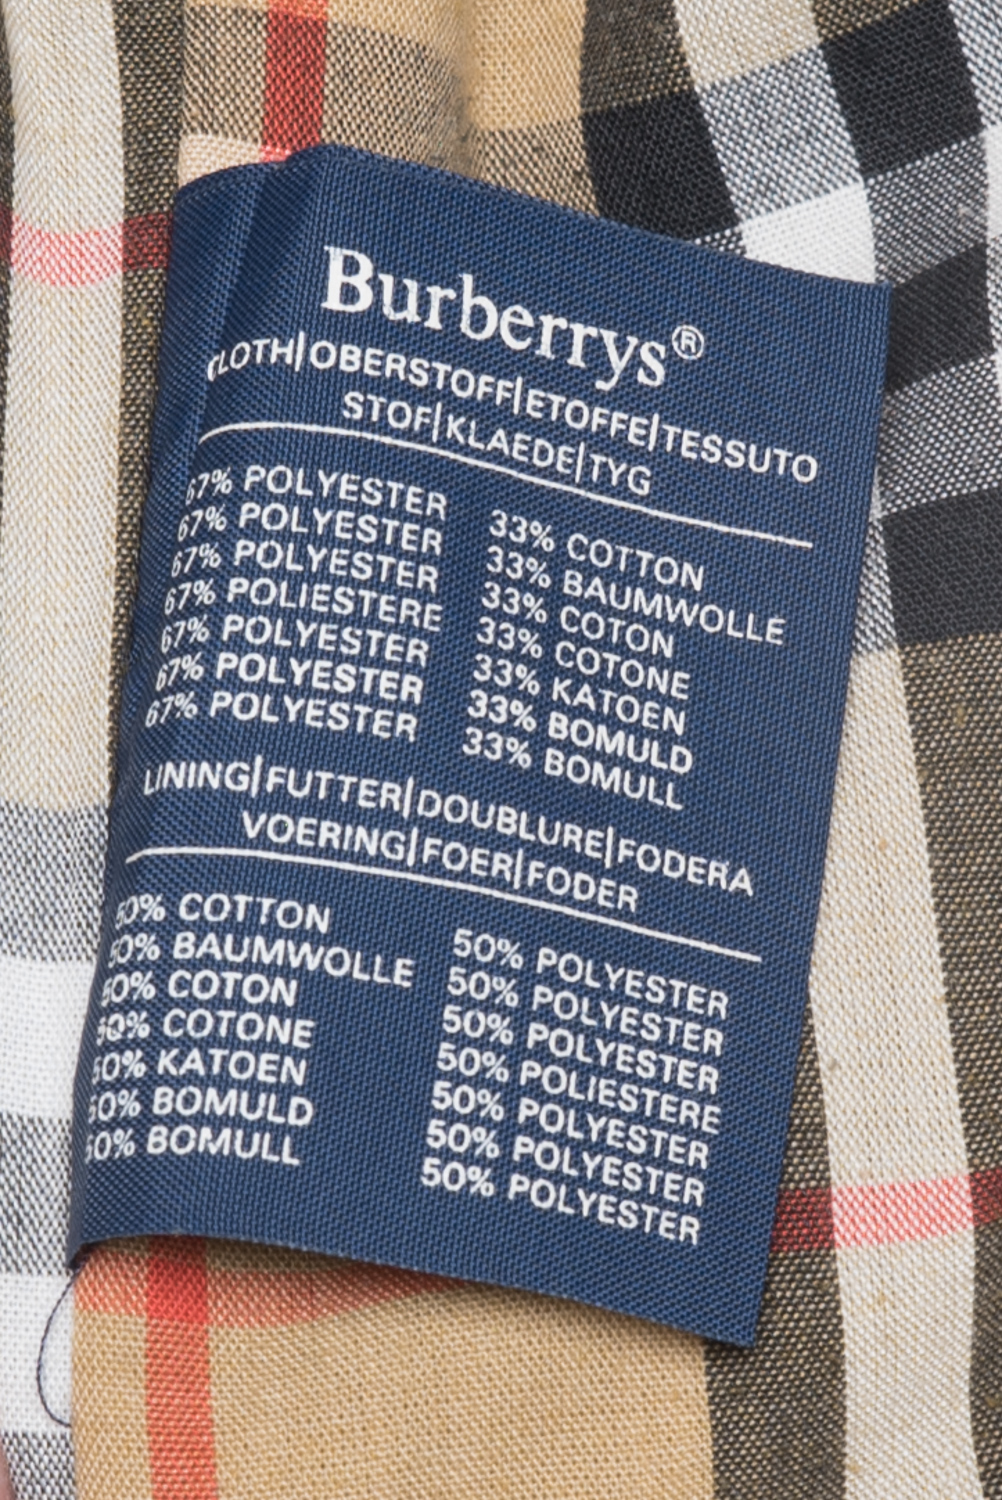 Burberrys®
CLOTH|OBERSTOFF|ETOFFE|TESSUTO
STOF|KLAEDE|TYG
67% POLYESTER 33% COTTON
67% POLYESTER 33% BAUMWOLLE
67% POLYESTER 33% COTON
67% POLIESTERE 33% COTONE
67% POLYESTER 33% KATOEN
67% POLYESTER 33% BOMULD
67% POLYESTER 33% BOMULL
LINING|FUTTER|DOUBLURE|FODERA
VOERING|FOER|FODER
50% COTTON 50% POLYESTER
50% BAUMWOLLE 50% POLYESTER
50% COTON 50% POLYESTER
50% COTONE 50% POLIESTERE
50% KATOEN 50% POLYESTER
50% BOMULD 50% POLYESTER
50% BOMULL 50% POLYESTER